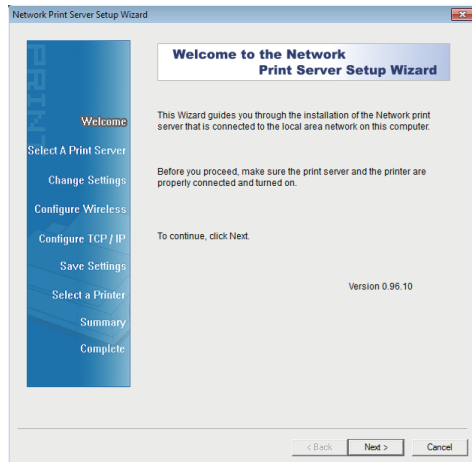 Network Print Server Setup Wizard
Welcome to the Network
Print Server Setup Wizard
PRINT
Welcome
Select A Print Server
Change Settings
Configure Wireless
Configure TCP / IP
Save Settings
Select a Printer
Summary
Complete
This Wizard guides you through the installation of the Network print
server that is connected to the local area network on this computer.
Before you proceed, make sure the print server and the printer are
properly connected and turned on.
To continue, click Next.
Version 0.96.10
< Back
Next >
Cancel